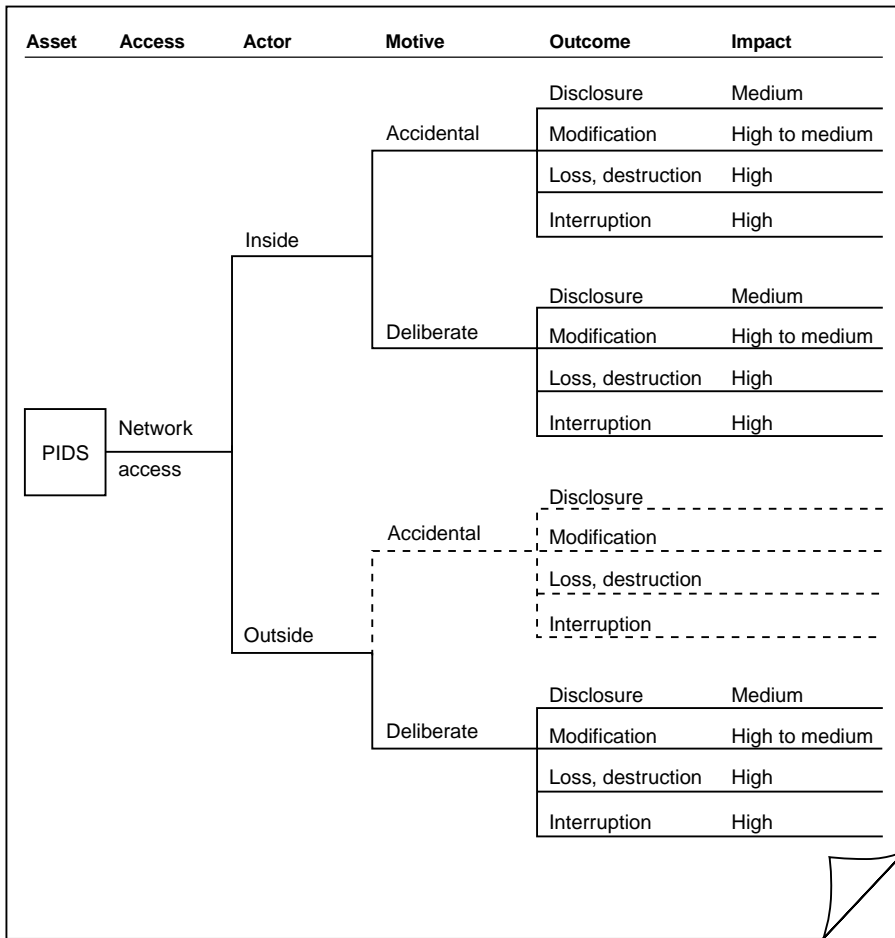 Asset Access Actor Motive Outcome Impact
Disclosure Medium
Accidental Modification High to medium
Loss, destruction High
Interruption High
Inside
Disclosure Medium
Deliberate Modification High to medium
Loss, destruction High
Interruption High
Network
PIDS
access
Disclosure
Accidental Modification
Loss, destruction
Interruption
Outside
Disclosure Medium
Deliberate Modification High to medium
Loss, destruction High
Interruption High